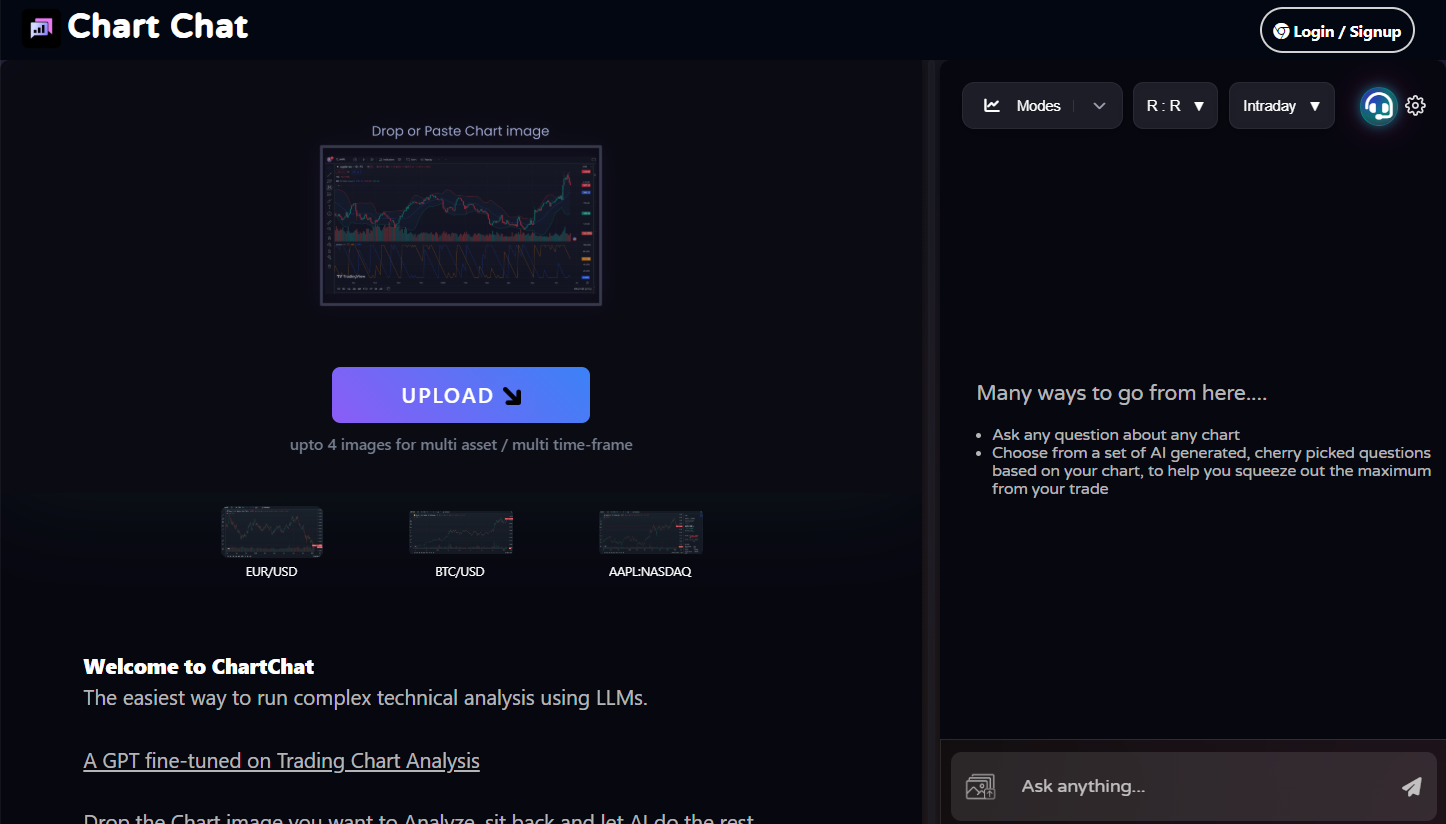 Chart Chat
Login / Signup
Drop or Paste Chart image
UPLOAD
upto 4 images for multi asset / multi time-frame
EUR/USD
BTC/USD
AAPL:NASDAQ
Welcome to ChartChat
The easiest way to run complex technical analysis using LLMs.
A GPT fine-tuned on Trading Chart Analysis
Drop the Chart image you want to Analyze, sit back and let AI do the rest
Modes
R : R ▼
Intraday ▼
Many ways to go from here....
• Ask any question about any chart
• Choose from a set of AI generated, cherry picked questions
based on your chart, to help you squeeze out the maximum
from your trade
Ask anything...